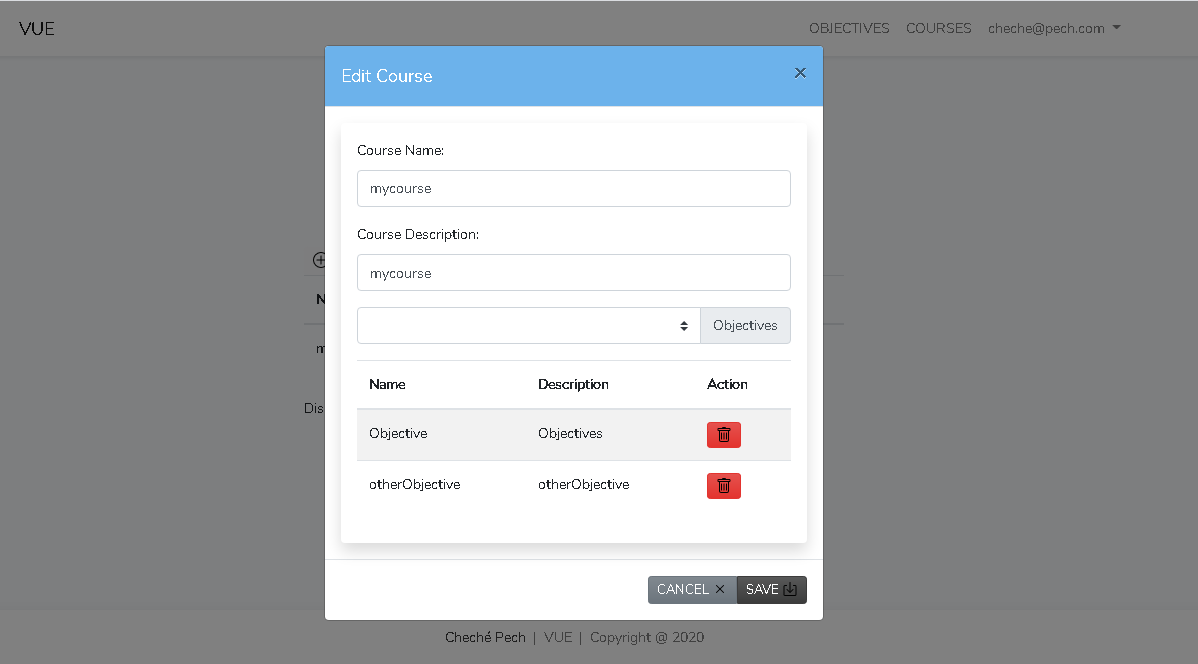 VUE OBJECTIVES COURSES cheche@pech.com
Edit Course ×
Course Name:
mycourse
Course Description:
mycourse
Objectives
Name Description Action
Objective Objectives
otherObjective otherObjective
CANCEL × SAVE
Cheché Pech | VUE | Copyright @ 2020